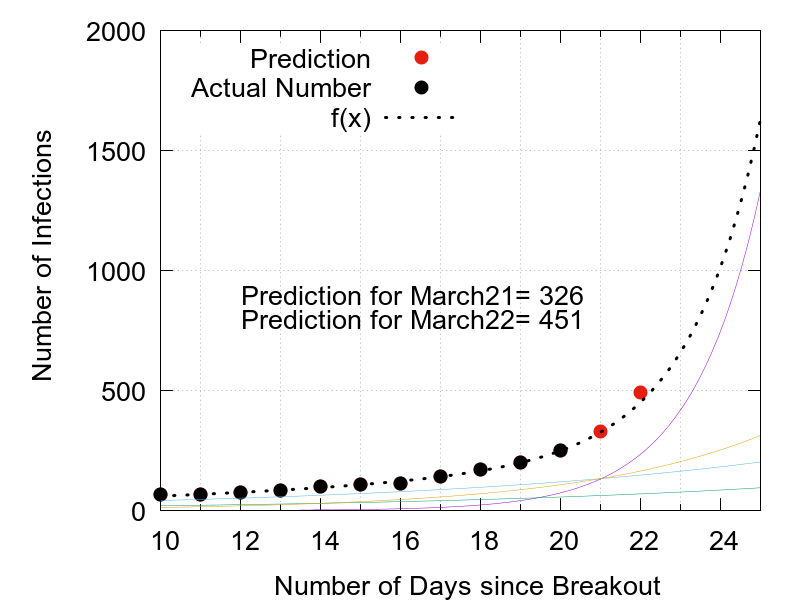 2000
1500
1000
500
0
Number of Infections
Prediction
Actual Number
f(x)
Prediction for March21= 326
Prediction for March22= 451
10 12 14 16 18 20 22 24
Number of Days since Breakout